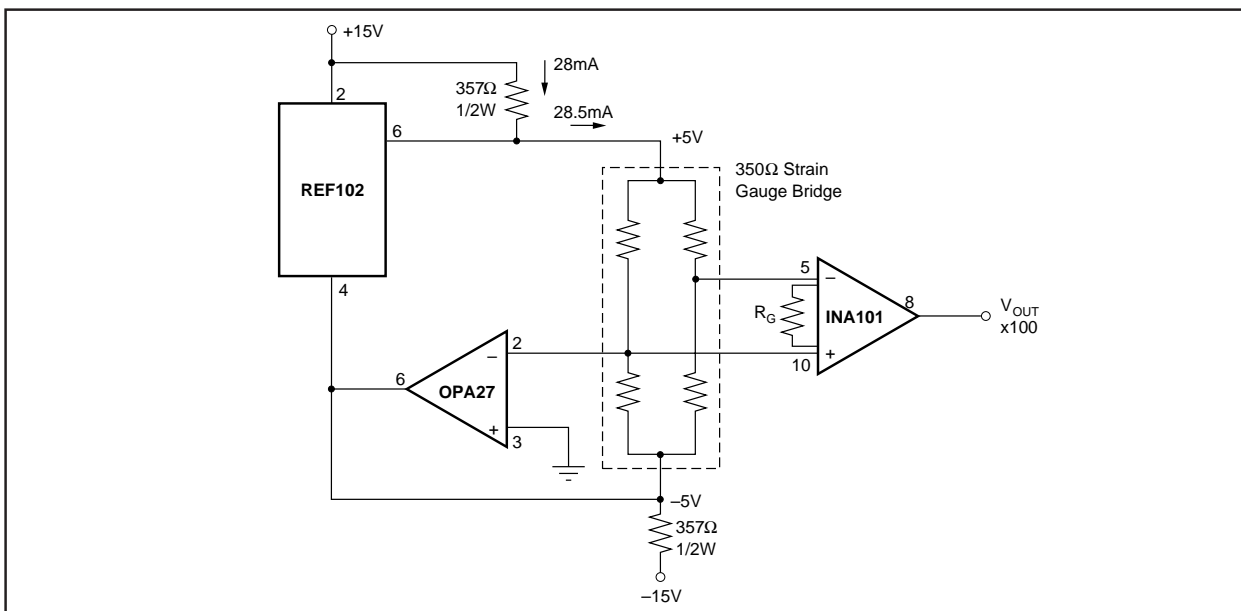 +15V
2
357Ω
1/2W
28mA
28.5mA
6
+5V
REF102
350Ω Strain
Gauge Bridge
4
5
–
8
R_G
INA101
V_OUT
x100
+
10
2
–
6
OPA27
+
3
–5V
357Ω
1/2W
–15V